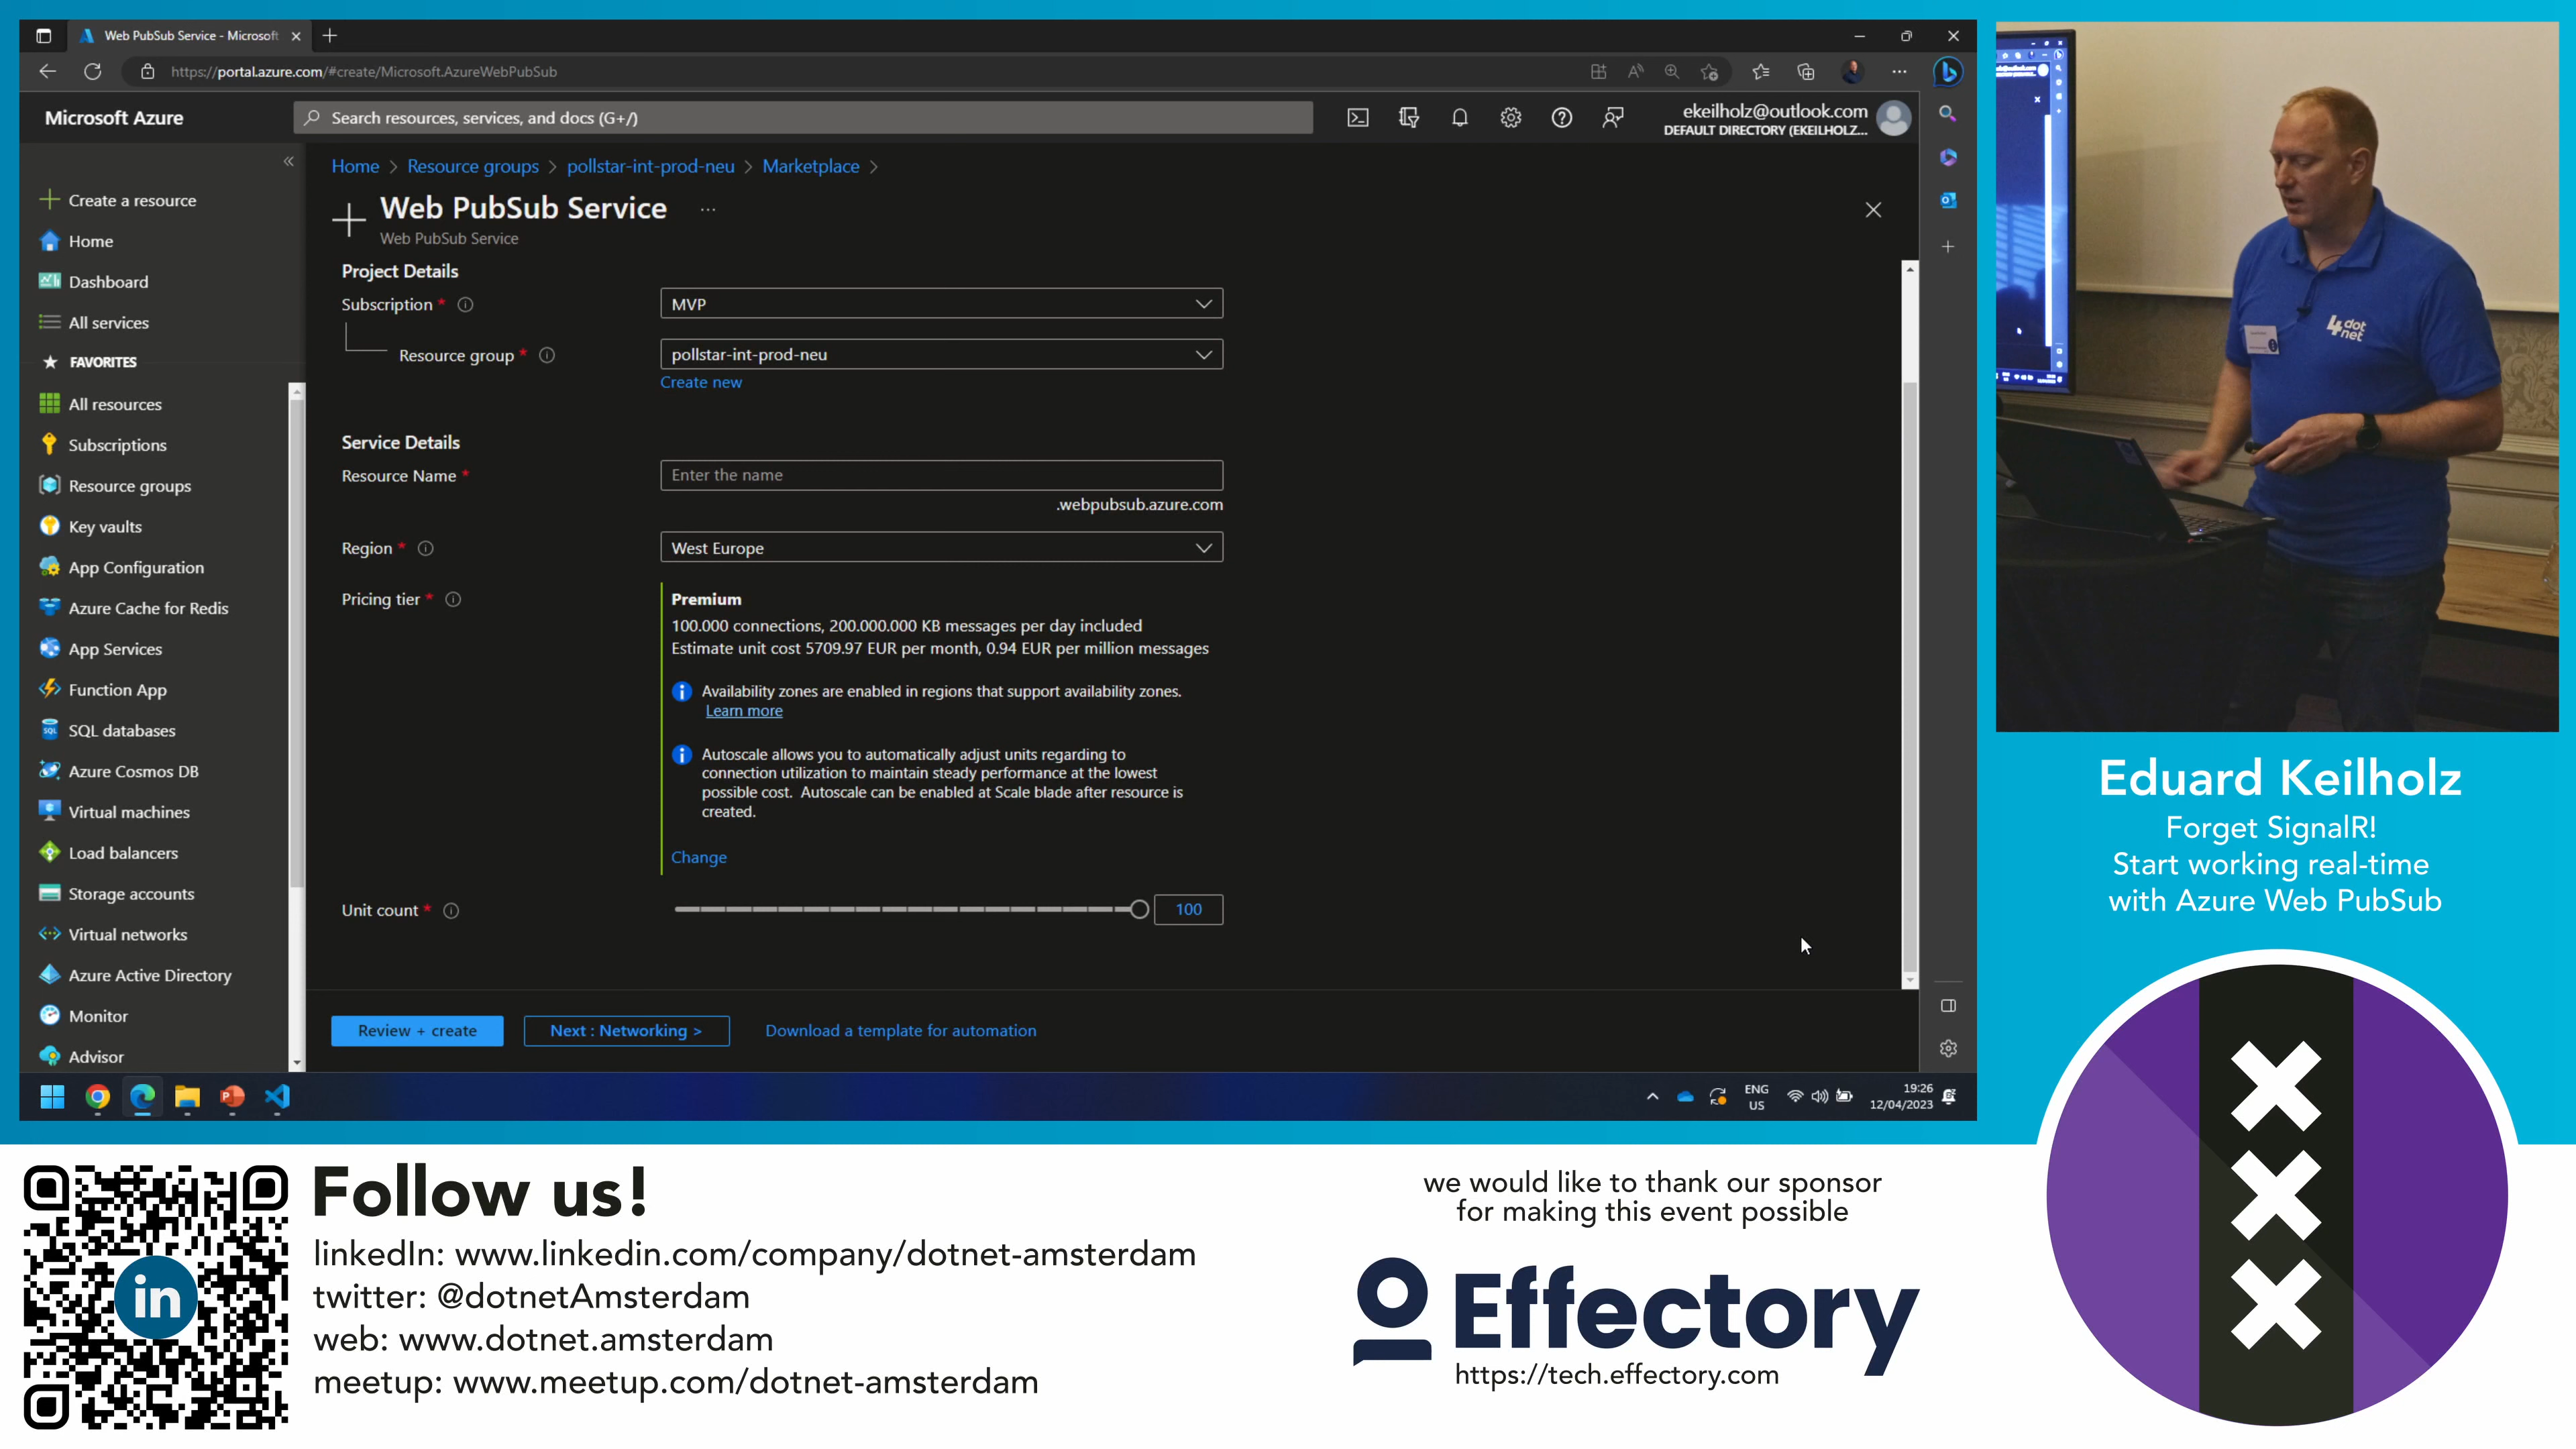 Web PubSub Service - Microsoft
https://portal.azure.com/#create/Microsoft.AzureWebPubSub
Microsoft Azure
Search resources, services, and docs (G+/)
ekeilholz@outlook.com
DEFAULT DIRECTORY (EKEILHOLZ...
Create a resource
Home
Dashboard
All services
FAVORITES
All resources
Subscriptions
Resource groups
Key vaults
App Configuration
Azure Cache for Redis
App Services
Function App
SQL databases
Azure Cosmos DB
Virtual machines
Load balancers
Storage accounts
Virtual networks
Azure Active Directory
Monitor
Advisor
Home > Resource groups > pollstar-int-prod-neu > Marketplace >
Web PubSub Service ...
Web PubSub Service
Project Details
Subscription *
MVP
Resource group *
pollstar-int-prod-neu
Create new
Service Details
Resource Name *
Enter the name
.webpubsub.azure.com
Region *
West Europe
Pricing tier *
Premium
100.000 connections, 200.000.000 KB messages per day included
Estimate unit cost 5709.97 EUR per month, 0.94 EUR per million messages
Availability zones are enabled in regions that support availability zones.
Learn more
Autoscale allows you to automatically adjust units regarding to
connection utilization to maintain steady performance at the lowest
possible cost. Autoscale can be enabled at Scale blade after resource is
created.
Change
Unit count *
100
Review + create
Next : Networking >
Download a template for automation
ENG
US
19:26
12/04/2023
4dot
net
Eduard Keilholz
Forget SignalR!
Start working real-time
with Azure Web PubSub
in
Follow us!
linkedIn: www.linkedin.com/company/dotnet-amsterdam
twitter: @dotnetAmsterdam
web: www.dotnet.amsterdam
meetup: www.meetup.com/dotnet-amsterdam
we would like to thank our sponsor
for making this event possible
Effectory
https://tech.effectory.com